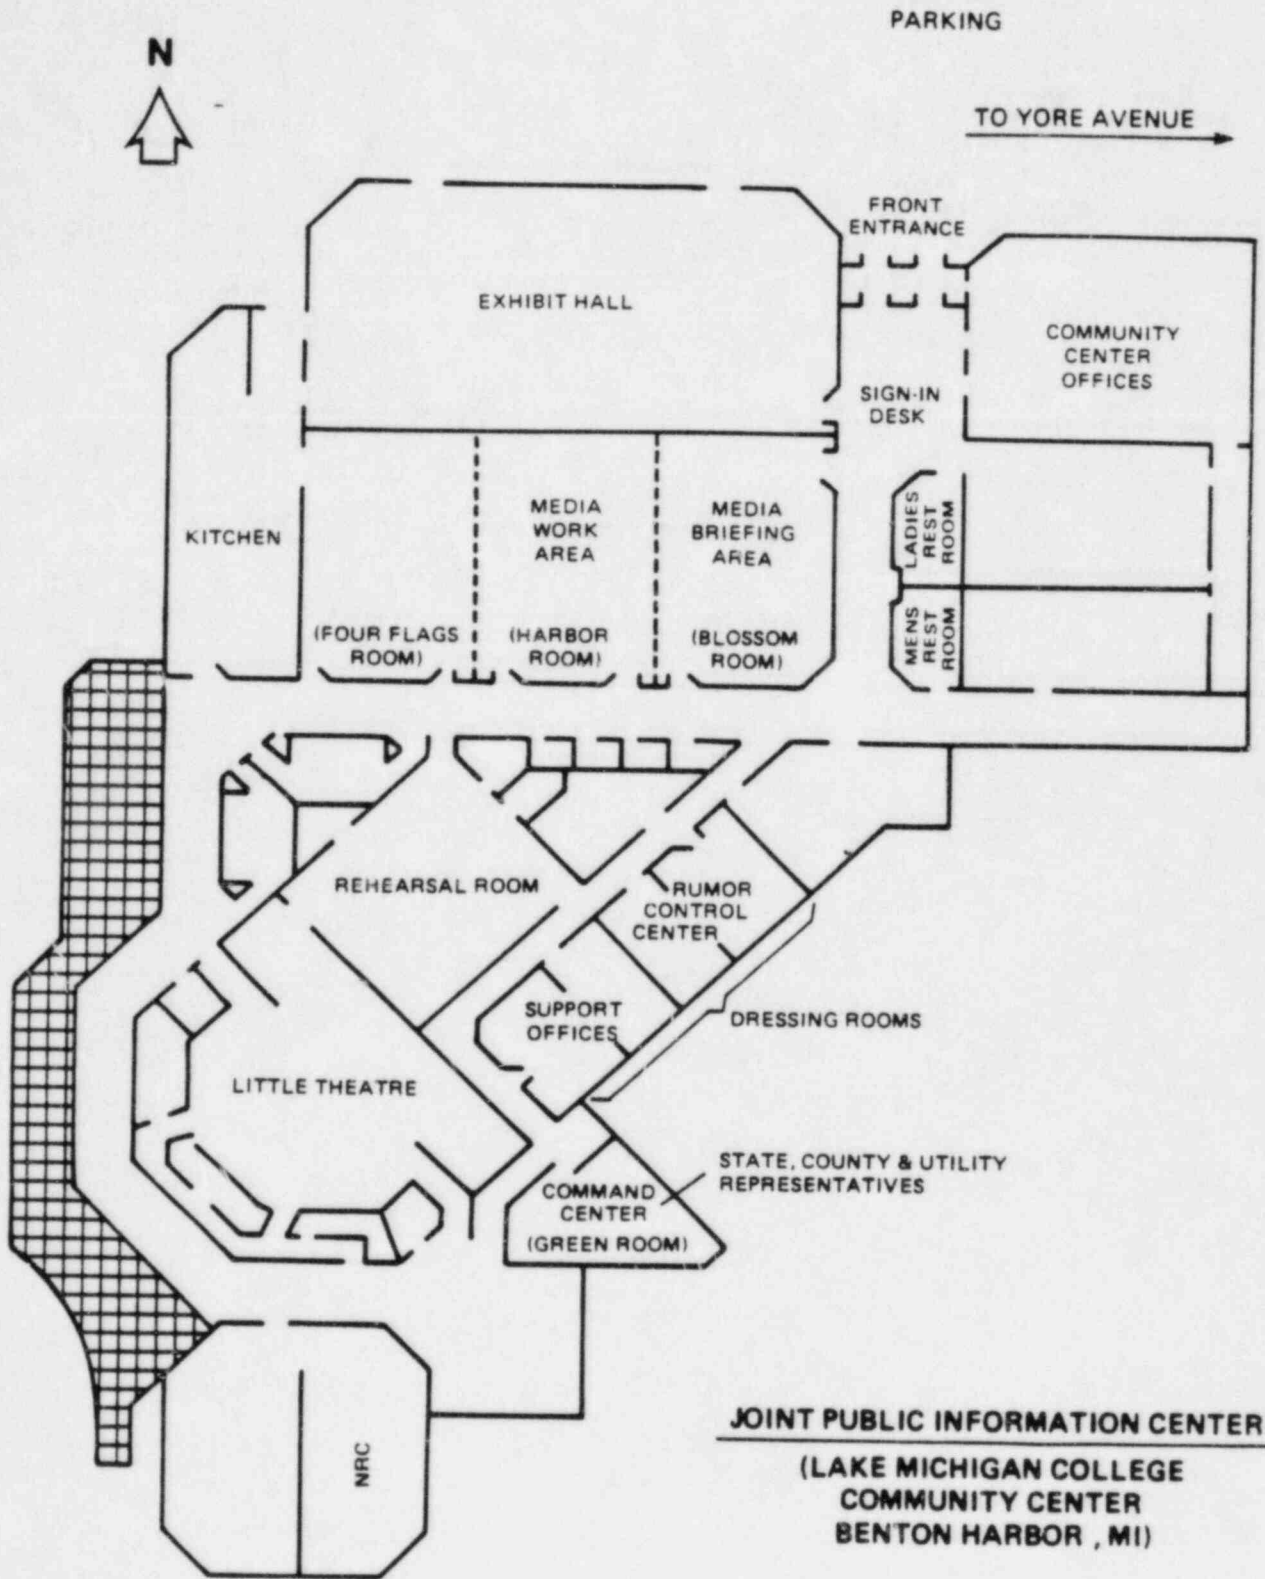 PARKING
N
TO YORE AVENUE
FRONT
ENTRANCE
EXHIBIT HALL
COMMUNITY
CENTER
OFFICES
SIGN-IN
DESK
KITCHEN
MEDIA
WORK
AREA
MEDIA
BRIEFING
AREA
LADIES
REST
ROOM
(FOUR FLAGS
ROOM)
(HARBOR
ROOM)
(BLOSSOM
ROOM)
MENS
REST
ROOM
REHEARSAL ROOM
RUMOR
CONTROL
CENTER
SUPPORT
OFFICES
DRESSING ROOMS
LITTLE THEATRE
STATE, COUNTY & UTILITY
REPRESENTATIVES
COMMAND
CENTER
(GREEN ROOM)
NRC
JOINT PUBLIC INFORMATION CENTER
(LAKE MICHIGAN COLLEGE
COMMUNITY CENTER
BENTON HARBOR , MI)